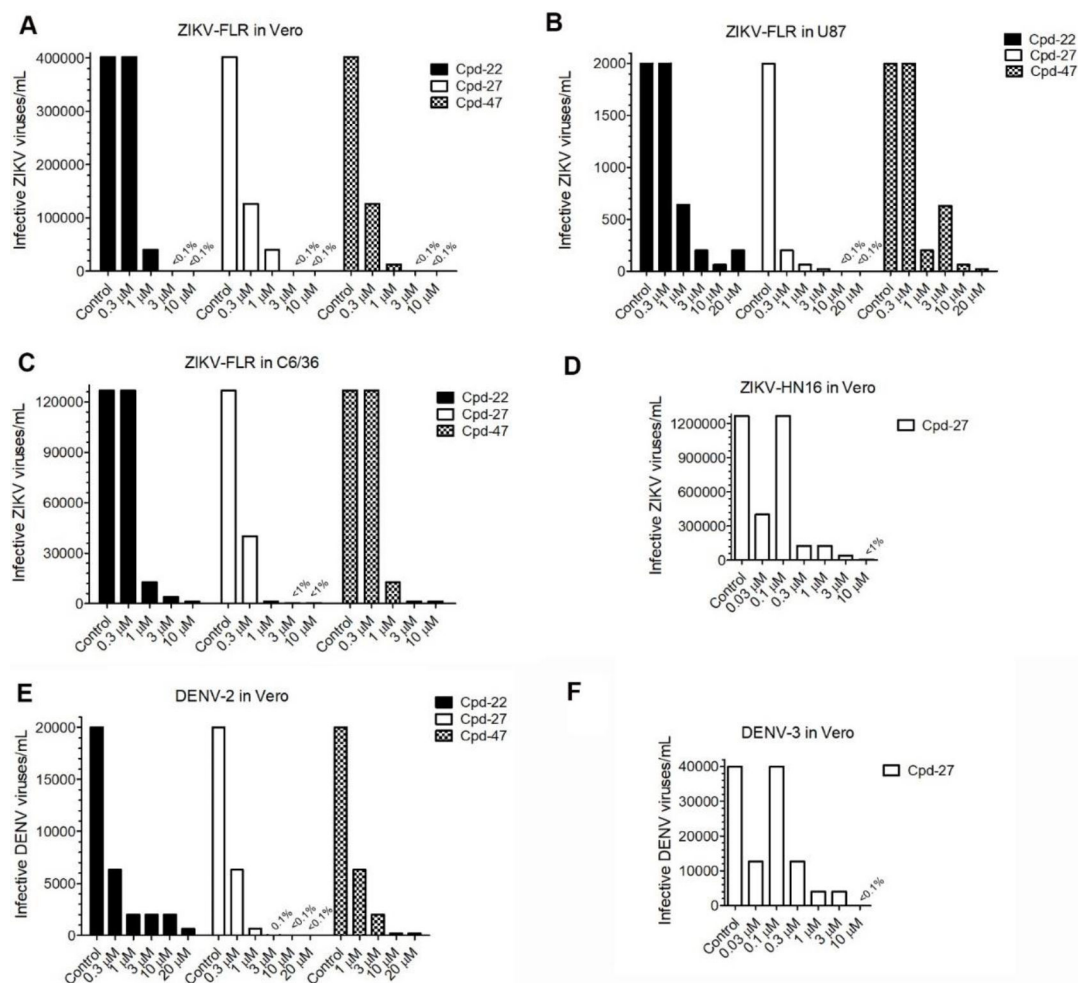 A
ZIKV-FLR in Vero
Infective ZIKV viruses/mL
400000
300000
200000
100000
0
<0.1%
<0.1%
<0.1%
<0.1%
<0.1%
<0.1%
Control
0.3 µM
1 µM
3 µM
10 µM
Control
0.3 µM
1 µM
3 µM
10 µM
Control
0.3 µM
1 µM
3 µM
10 µM
Cpd-22
Cpd-27
Cpd-47
B
ZIKV-FLR in U87
Infective ZIKV viruses/mL
2000
1500
1000
500
0
<0.1%
<0.1%
Control
0.3 µM
1 µM
3 µM
10 µM
20 µM
Control
0.3 µM
1 µM
3 µM
10 µM
20 µM
Control
0.3 µM
1 µM
3 µM
10 µM
20 µM
Cpd-22
Cpd-27
Cpd-47
C
ZIKV-FLR in C6/36
Infective ZIKV viruses/mL
120000
90000
60000
30000
0
<1%
<1%
Control
0.3 µM
1 µM
3 µM
10 µM
Control
0.3 µM
1 µM
3 µM
10 µM
Control
0.3 µM
1 µM
3 µM
10 µM
Cpd-22
Cpd-27
Cpd-47
D
ZIKV-HN16 in Vero
Infective ZIKV viruses/mL
1200000
900000
600000
300000
0
<1%
Control
0.03 µM
0.1 µM
0.3 µM
1 µM
3 µM
10 µM
Cpd-27
E
DENV-2 in Vero
Infective DENV viruses/mL
20000
15000
10000
5000
0
0.1%
<0.1%
<0.1%
Control
0.3 µM
1 µM
3 µM
10 µM
20 µM
Control
0.3 µM
1 µM
3 µM
10 µM
20 µM
Control
1 µM
3 µM
10 µM
20 µM
Cpd-22
Cpd-27
Cpd-47
F
DENV-3 in Vero
Infective DENV viruses/mL
40000
30000
20000
10000
0
<0.1%
Control
0.03 µM
0.1 µM
0.3 µM
1 µM
3 µM
10 µM
Cpd-27